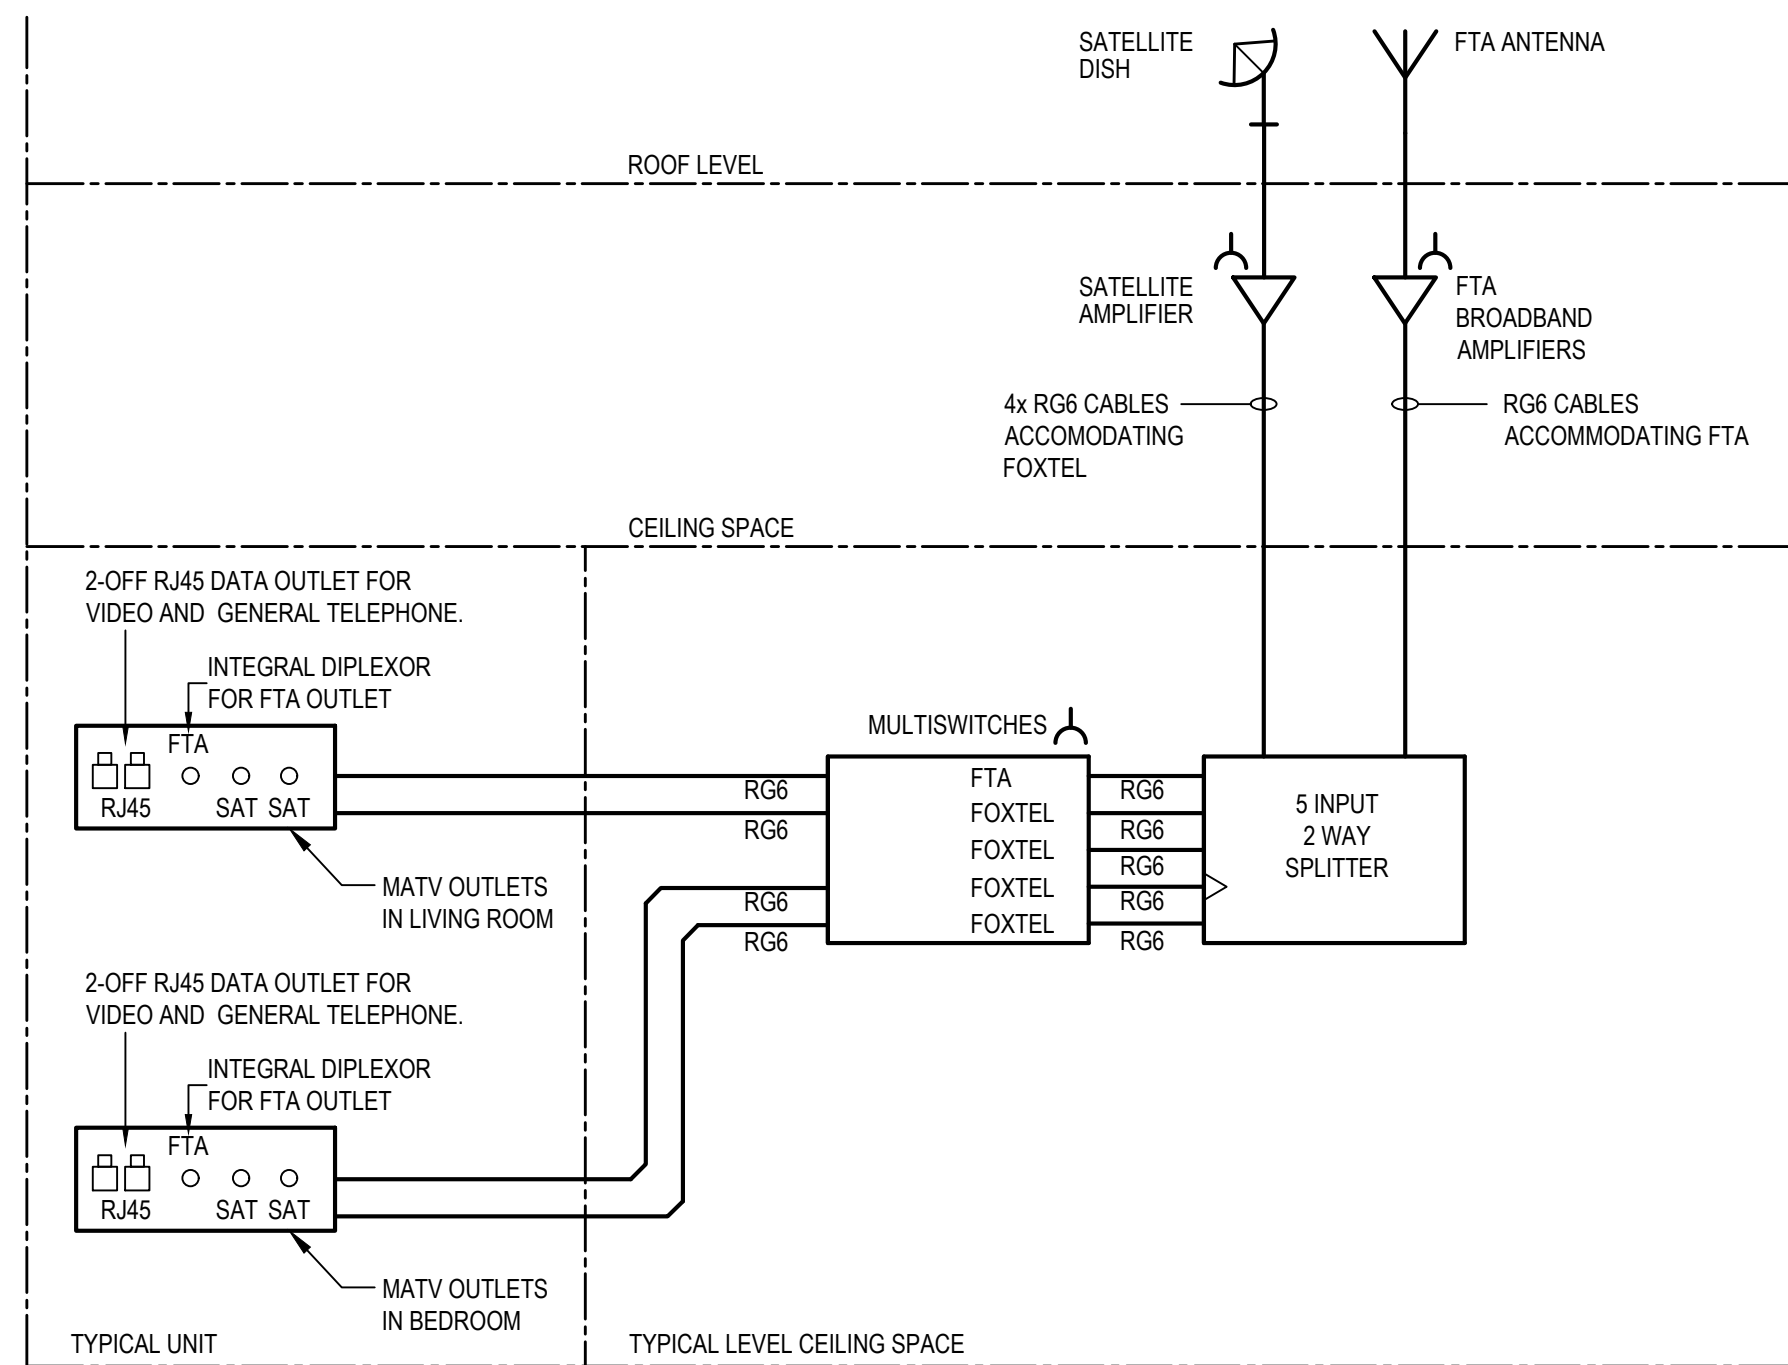 SATELLITE
DISH
FTA ANTENNA
ROOF LEVEL
SATELLITE
AMPLIFIER
FTA
BROADBAND
AMPLIFIERS
4x RG6 CABLES
ACCOMODATING
FOXTEL
RG6 CABLES
ACCOMMODATING FTA
CEILING SPACE
2-OFF RJ45 DATA OUTLET FOR
VIDEO AND GENERAL TELEPHONE.
INTEGRAL DIPLEXOR
FOR FTA OUTLET
FTA
RJ45
SAT SAT
MATV OUTLETS
IN LIVING ROOM
MULTISWITCHES
RG6
RG6
RG6
RG6
FTA
FOXTEL
FOXTEL
FOXTEL
FOXTEL
RG6
RG6
RG6
RG6
RG6
5 INPUT
2 WAY
SPLITTER
2-OFF RJ45 DATA OUTLET FOR
VIDEO AND GENERAL TELEPHONE.
INTEGRAL DIPLEXOR
FOR FTA OUTLET
FTA
RJ45
SAT SAT
MATV OUTLETS
IN BEDROOM
TYPICAL UNIT
TYPICAL LEVEL CEILING SPACE